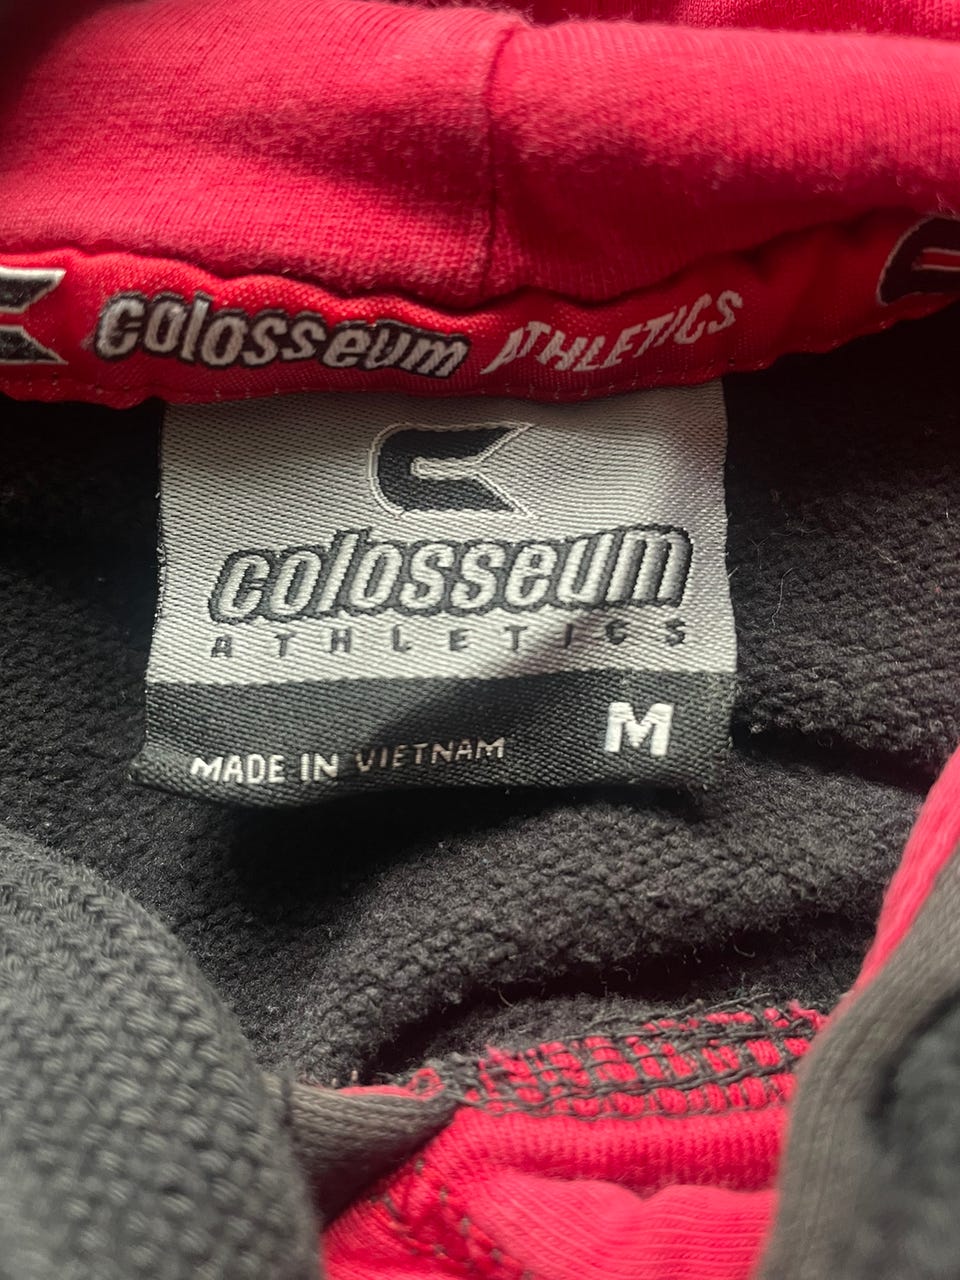 colosseum ATHLETICS
colosseum
ATHLETICS
M
MADE IN VIETNAM